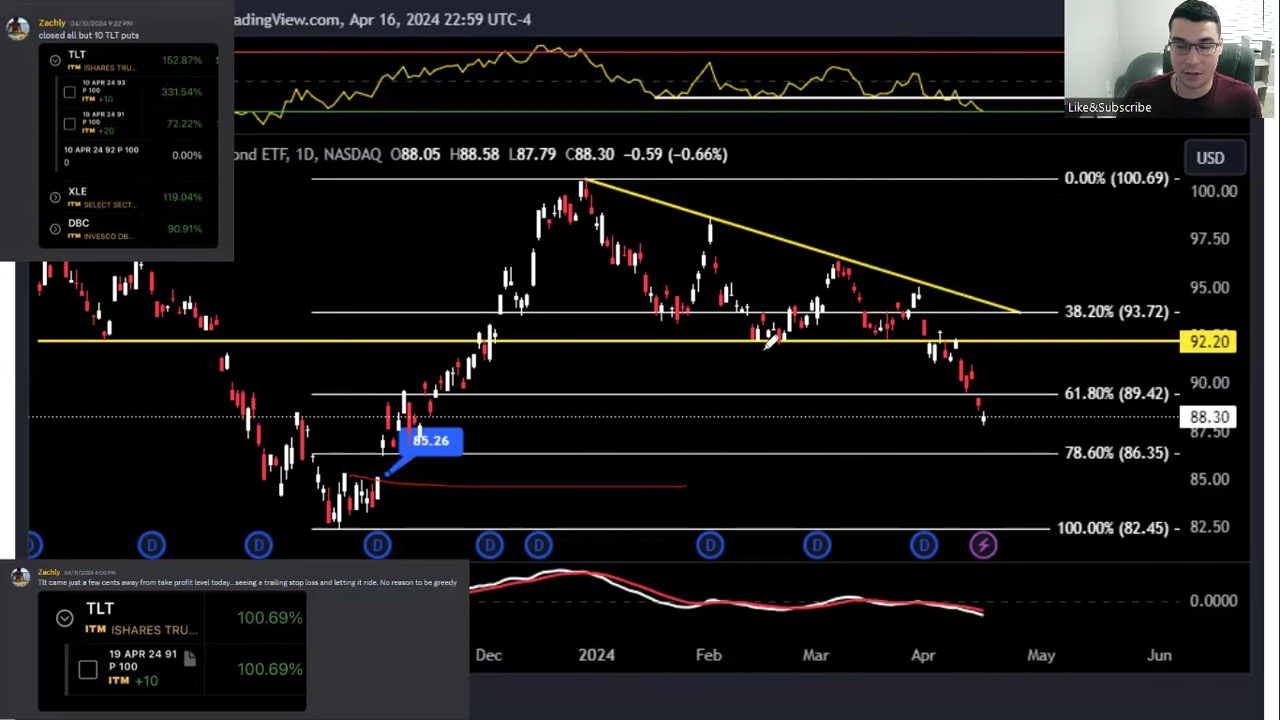 Zachly 04/10/2024 9:32 PM
closed all but 10 TLT puts
TLT 152.87%
ITM ISHARES TRU...
10 APR 24 93
P 100 331.54%
ITM +10
19 APR 24 91
P 100 72.22%
ITM +20
10 APR 24 92 P 100
0 0.00%
XLE 119.04%
ITM SELECT SECT...
DBC 90.91%
ITM INVESCO DB...
adingView.com, Apr 16, 2024 22:59 UTC-4
Like&Subscribe
ond ETF, 1D, NASDAQ O88.05 H88.58 L87.79 C88.30 −0.59 (−0.66%)
USD
0.00% (100.69)
100.00
97.50
95.00
38.20% (93.72)
92.20
90.00
61.80% (89.42)
88.30
87.50
85.26
78.60% (86.35)
85.00
100.00% (82.45)
82.50
D D D D D D D D D
Zachly 04/11/2024 4:00 PM
Tlt came just a few cents away from take profit level today...seeing a trailing stop loss and letting it ride. No reason to be greedy
TLT 100.69%
ITM ISHARES TRU...
19 APR 24 91
P 100 100.69%
ITM +10
0.0000
Dec 2024 Feb Mar Apr May Jun